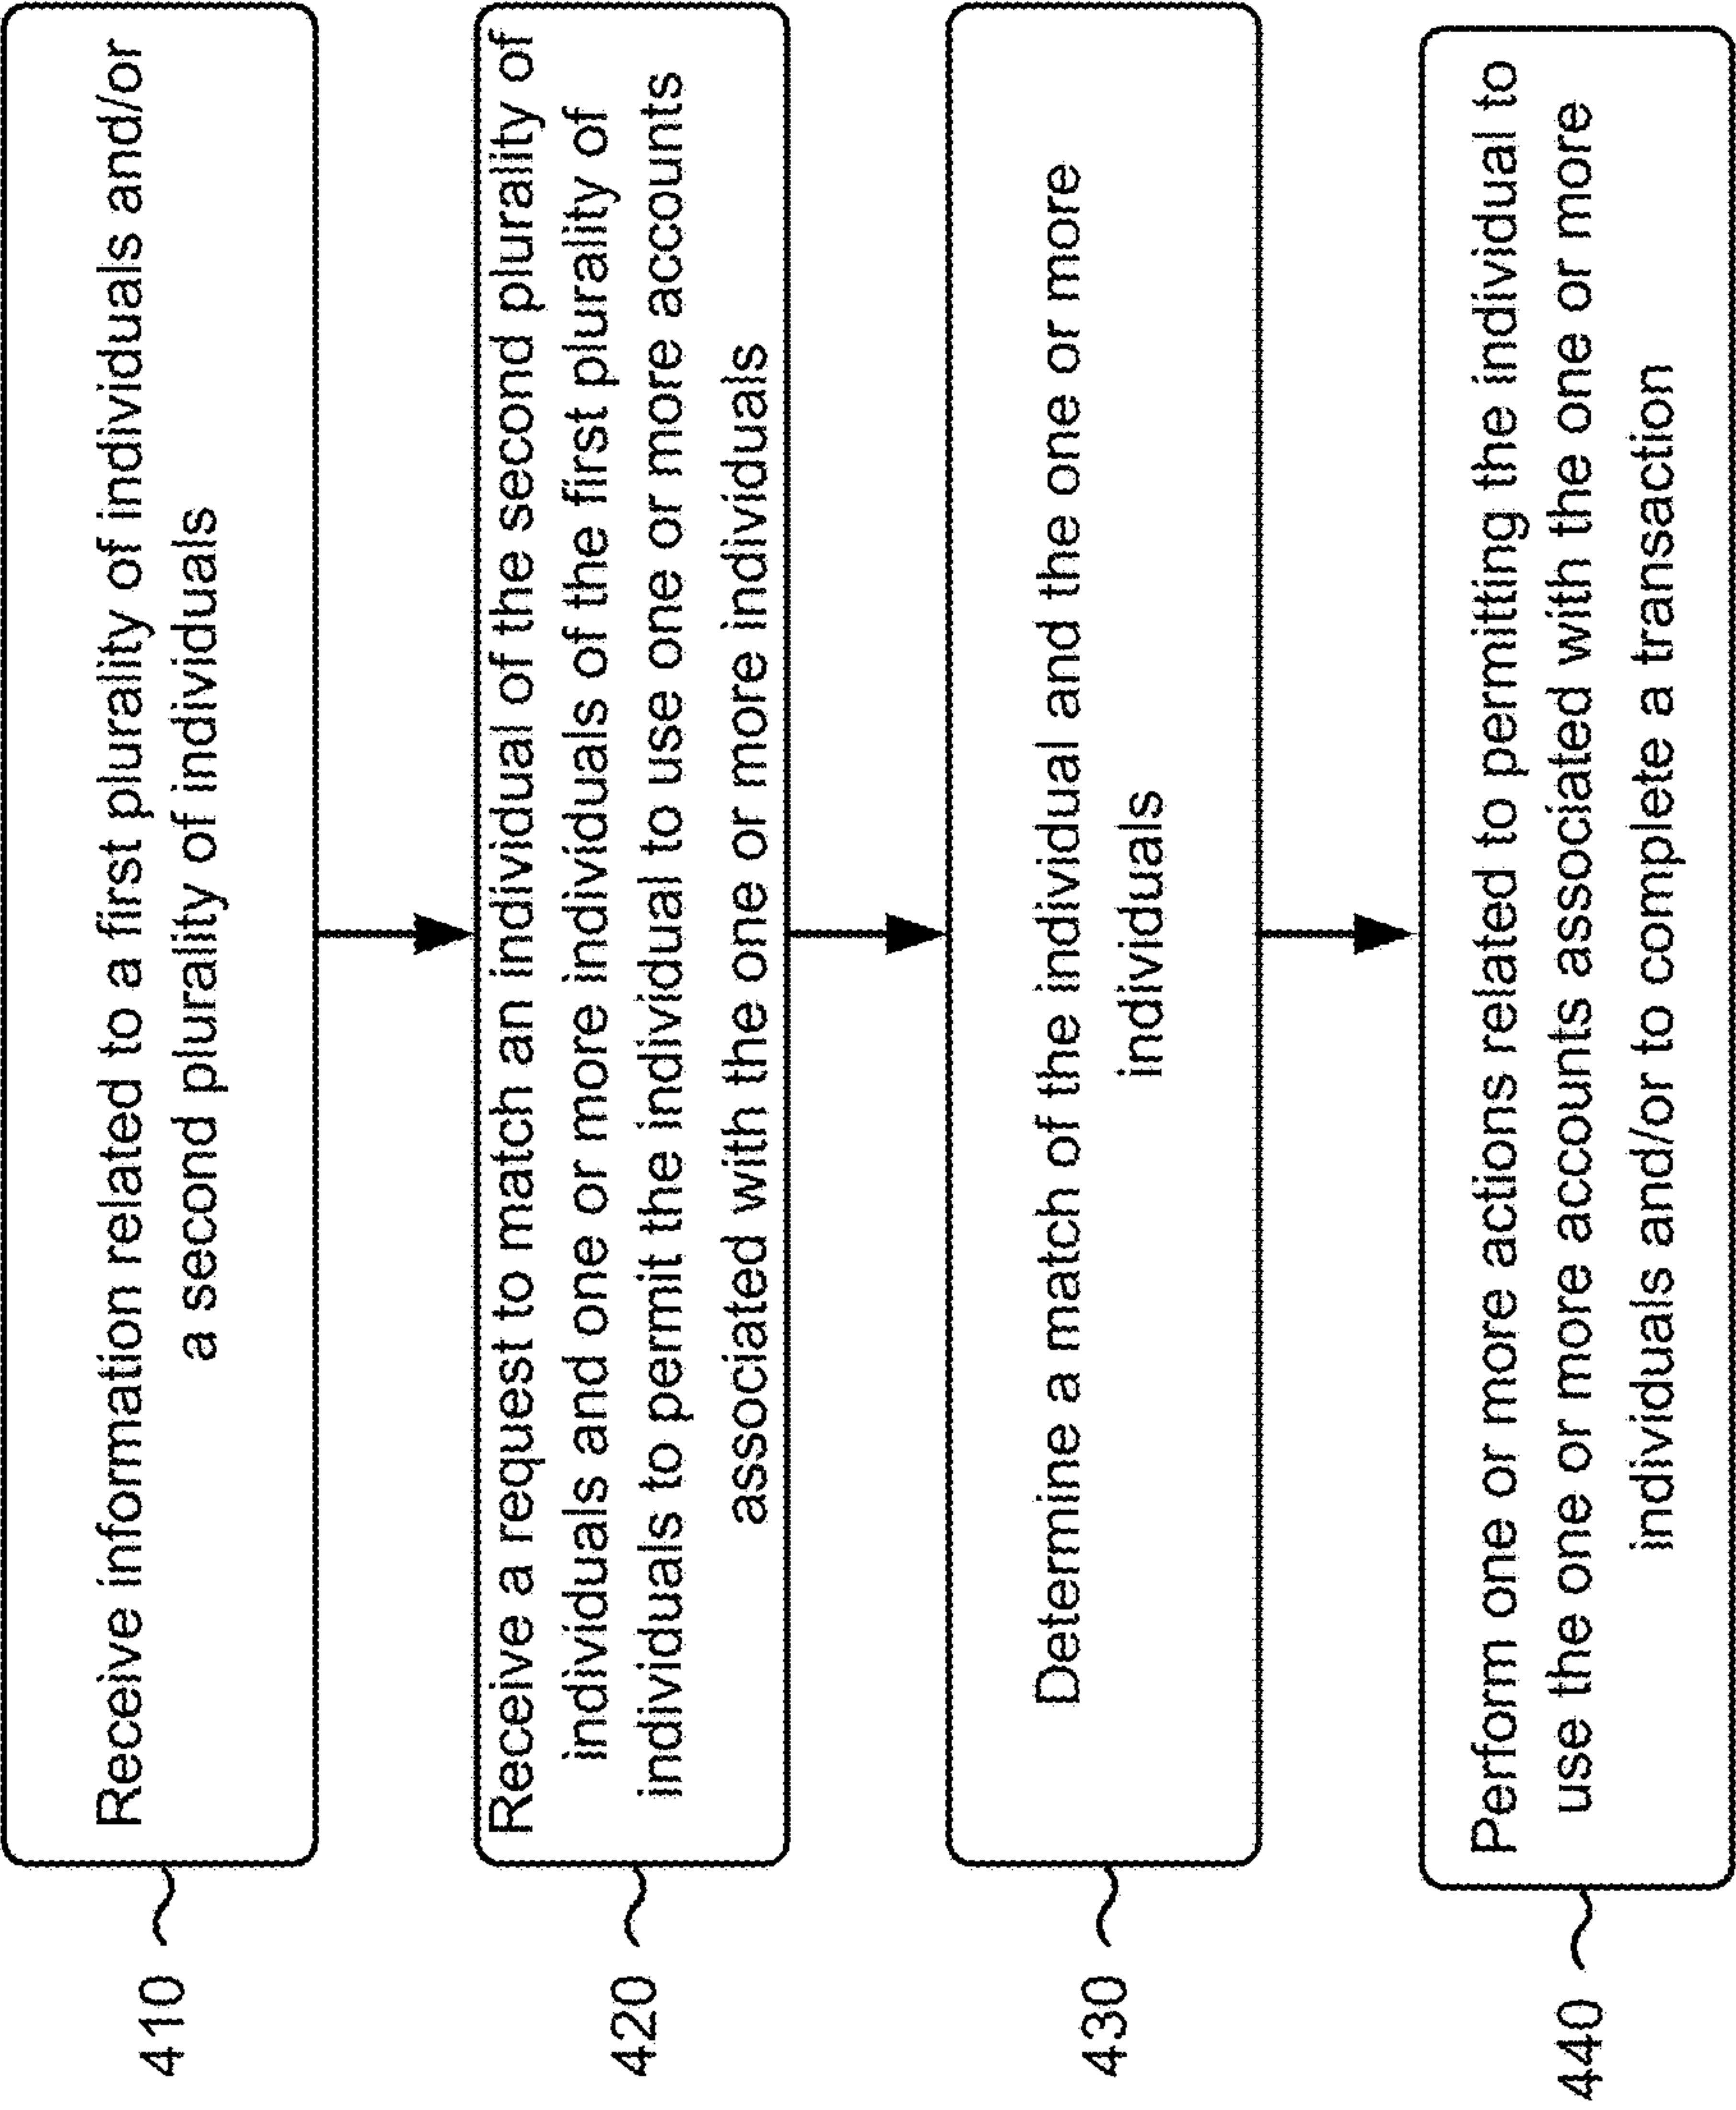 410
Receive information related to a first plurality of individuals and/or
a second plurality of individuals
420
Receive a request to match an individual of the second plurality of
individuals and one or more individuals of the first plurality of
individuals to permit the individual to use one or more accounts
associated with the one or more individuals
430
Determine a match of the individual and the one or more
individuals
440
Perform one or more actions related to permitting the individual to
use the one or more accounts associated with the one or more
individuals and/or to complete a transaction